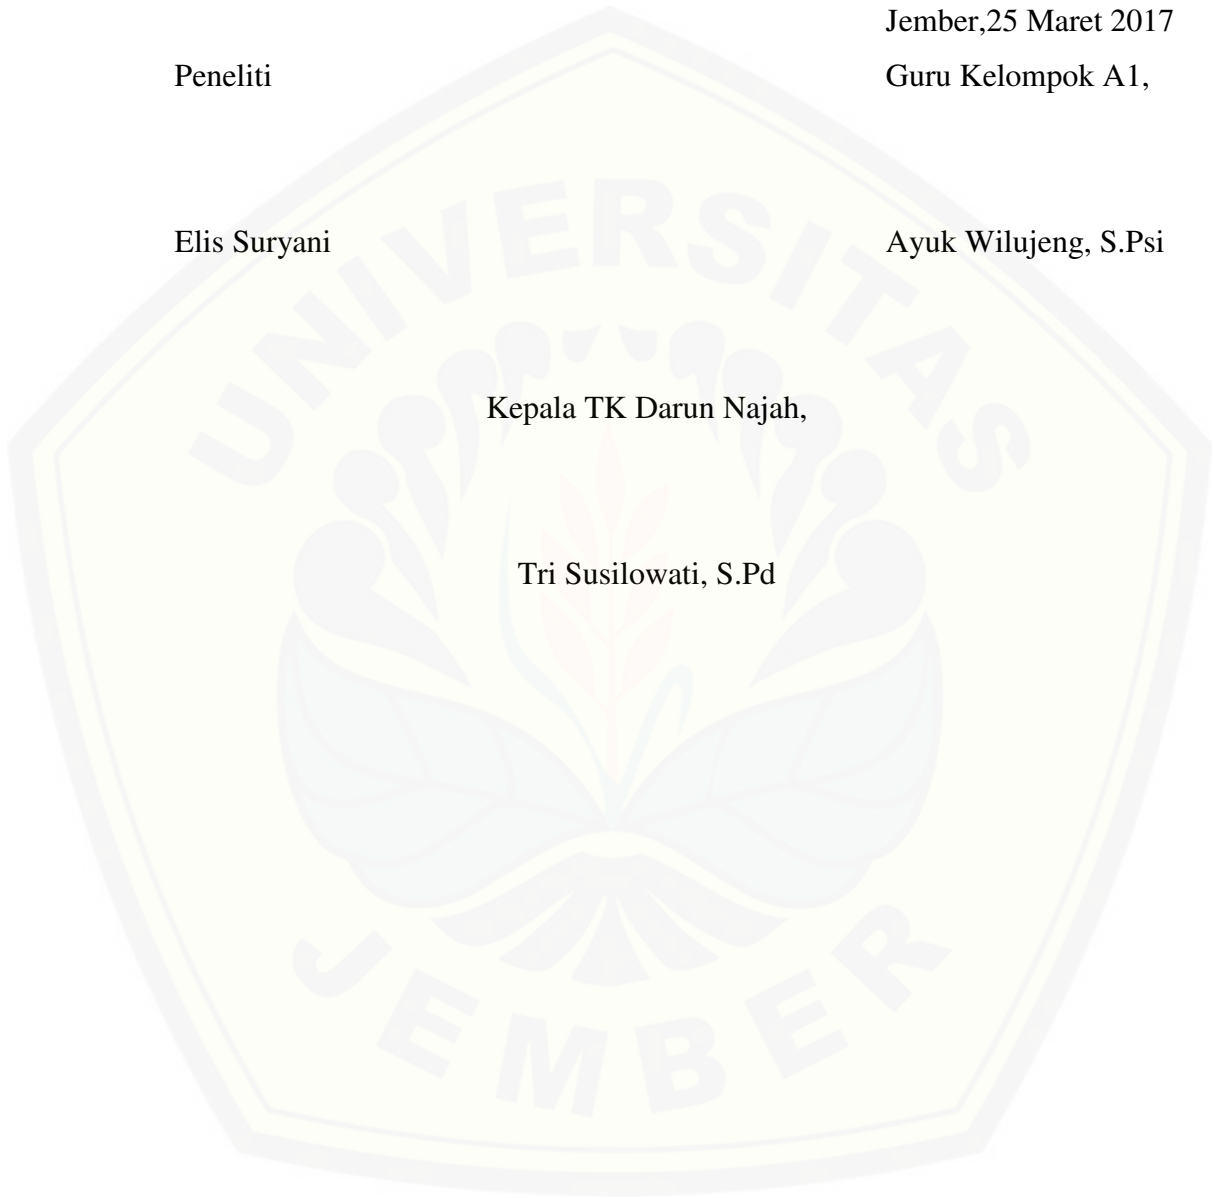 Jember,25 Maret 2017
Peneliti Guru Kelompok A1,
Elis Suryani Ayuk Wilujeng, S.Psi
Kepala TK Darun Najah,
Tri Susilowati, S.Pd
UNIVERSITAS
JEMBER